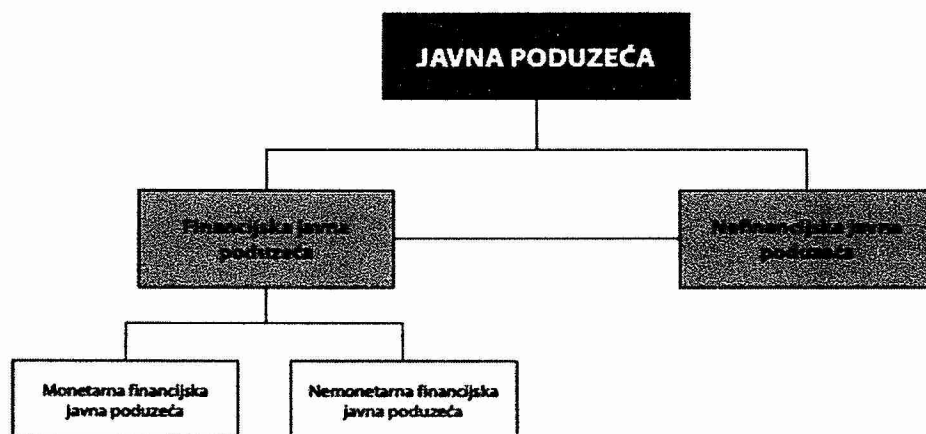 JAVNA PODUZEĆA
Financijska javna
poduzeća
Nefinancijska javna
poduzeća
Monetarna financijska
javna poduzeća
Nemonetarna financijska
javna poduzeća